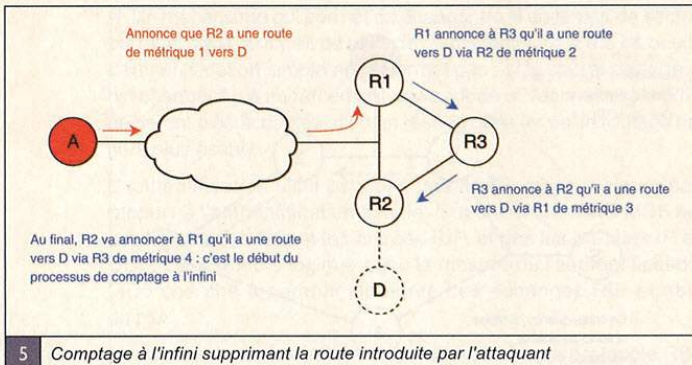 Annonce que R2 a une route
de métrique 1 vers D
R1 annonce à R3 qu'il a une route
vers D via R2 de métrique 2
R1
A
R3
R2
R3 annonce à R2 qu'il a une route
vers D via R1 de métrique 3
Au final, R2 va annoncer à R1 qu'il a une route
vers D via R3 de métrique 4 : c'est le début du
processus de comptage à l'infini
D
5 Comptage à l'infini supprimant la route introduite par l'attaquant